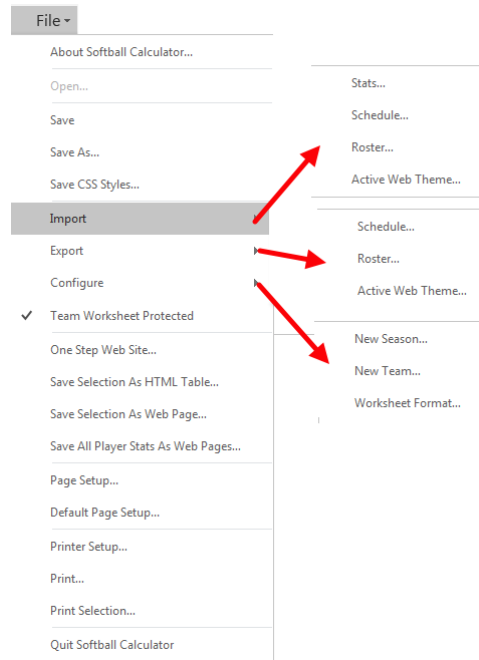 File
About Softball Calculator...
Open...
Save
Save As...
Save CSS Styles...
Import
Export
Configure
Team Worksheet Protected
One Step Web Site...
Save Selection As HTML Table...
Save Selection As Web Page...
Save All Player Stats As Web Pages...
Page Setup...
Default Page Setup...
Printer Setup...
Print...
Print Selection...
Quit Softball Calculator
Stats...
Schedule...
Roster...
Active Web Theme...
Schedule...
Roster...
Active Web Theme...
New Season...
New Team...
Worksheet Format...